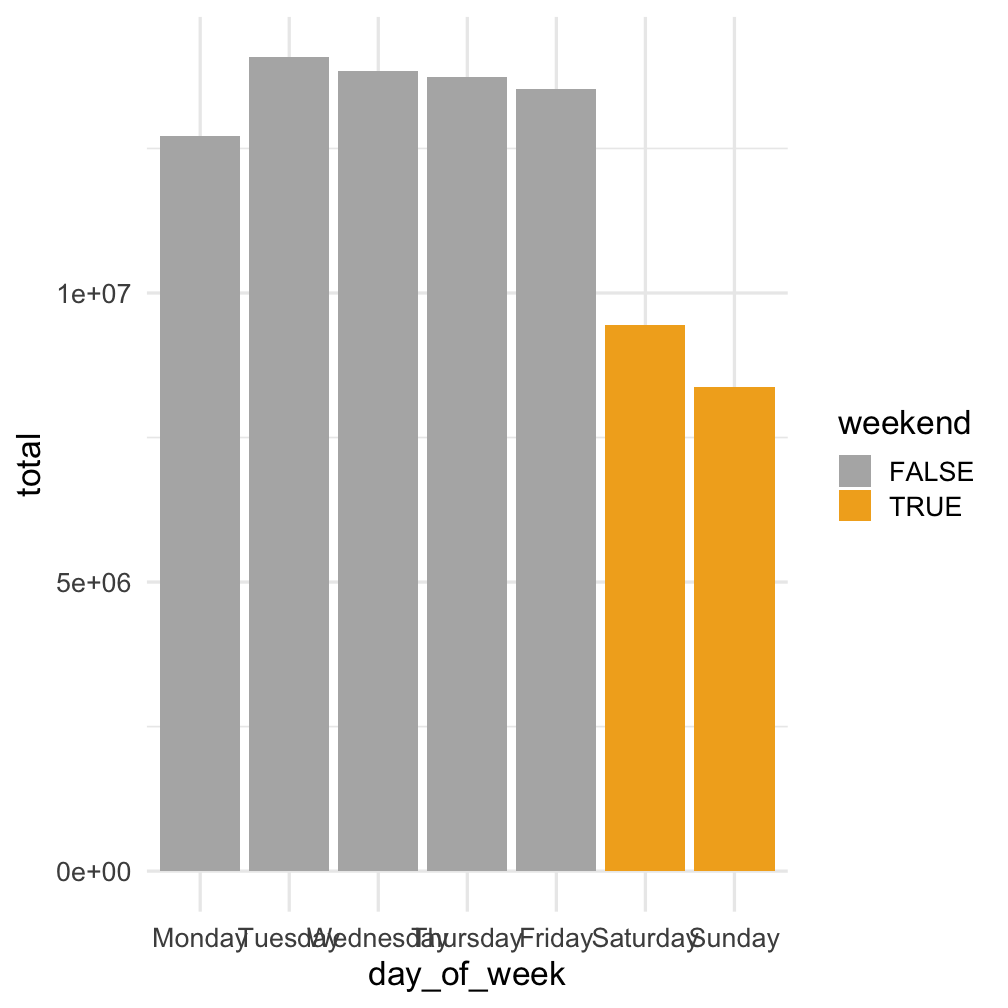 total
1e+07
5e+06
0e+00
Monday Tuesday Wednesday Thursday Friday Saturday Sunday
day_of_week
weekend
FALSE
TRUE